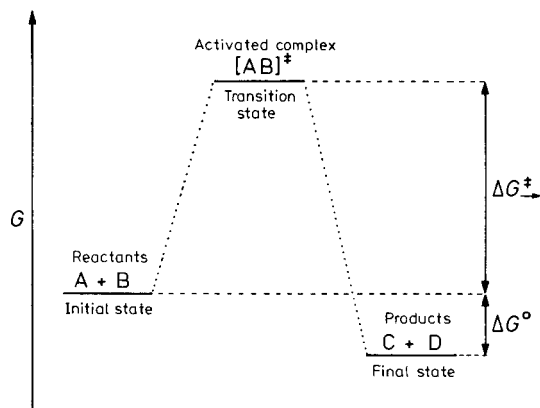 Activated complex
[AB]‡
Transition
state
ΔG‡→
G
Reactants
A + B
Initial state
Products
C + D
Final state
ΔG°